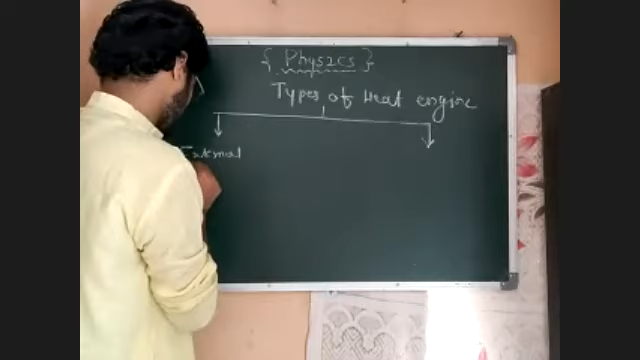 { Physics }
Types of Heat engine
External